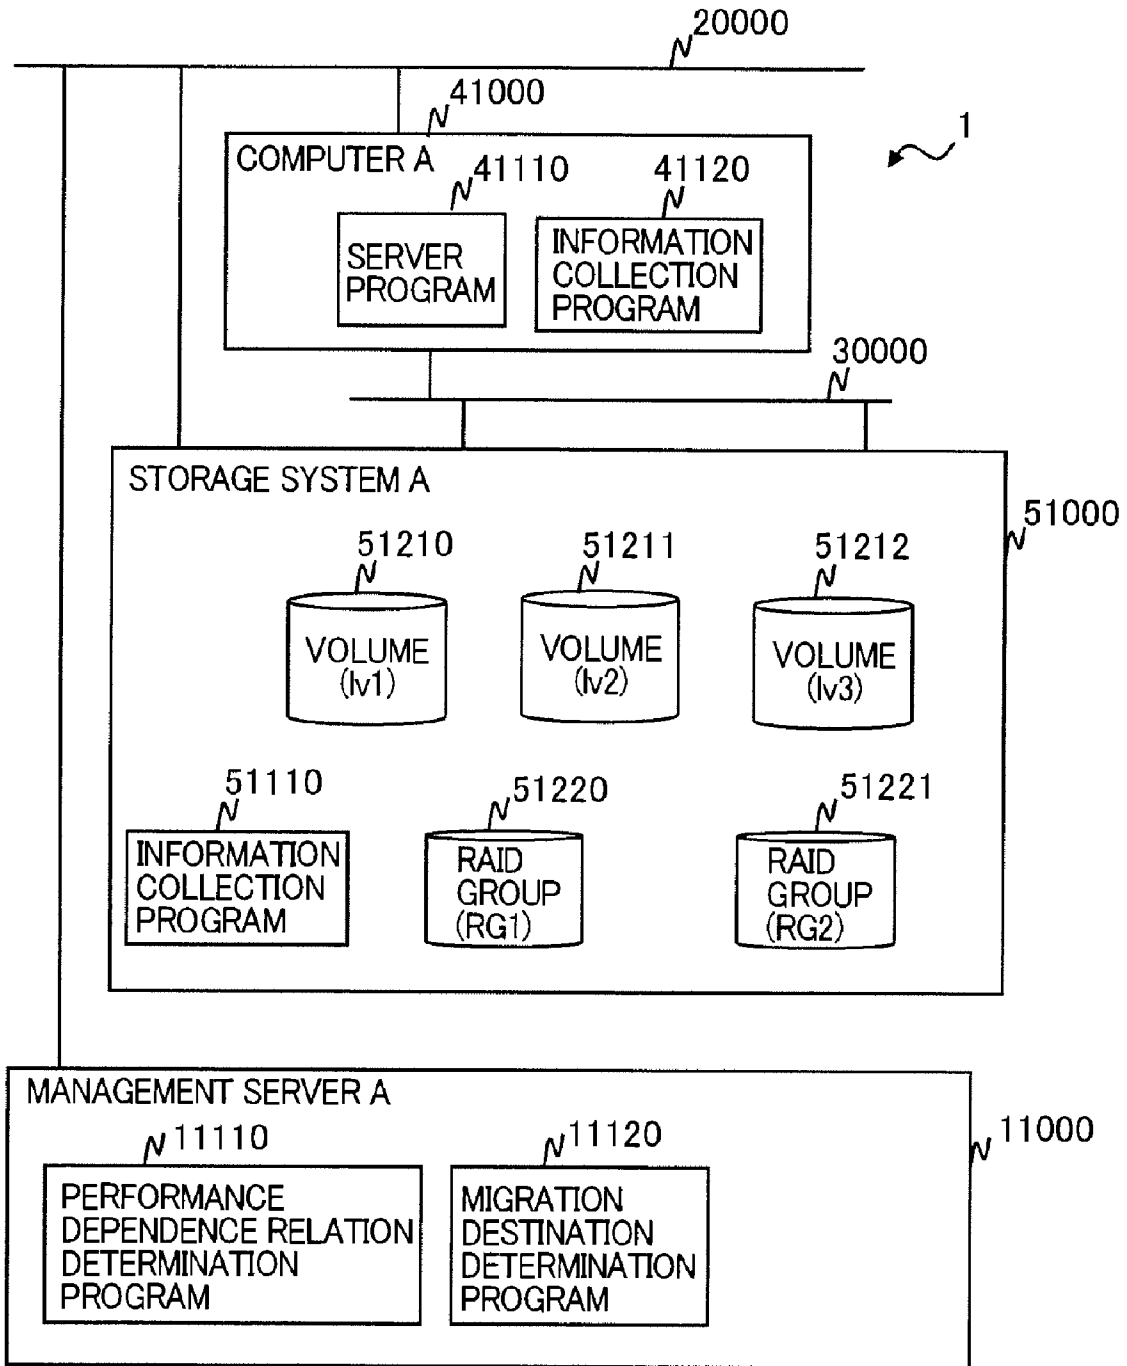 20000
41000
1
COMPUTER A
41110
41120
SERVER
PROGRAM
INFORMATION
COLLECTION
PROGRAM
30000
STORAGE SYSTEM A
51000
51210
51211
51212
VOLUME
(lv1)
VOLUME
(lv2)
VOLUME
(lv3)
51110
51220
51221
INFORMATION
COLLECTION
PROGRAM
RAID
GROUP
(RG1)
RAID
GROUP
(RG2)
MANAGEMENT SERVER A
11110
11120
11000
PERFORMANCE
DEPENDENCE RELATION
DETERMINATION
PROGRAM
MIGRATION
DESTINATION
DETERMINATION
PROGRAM